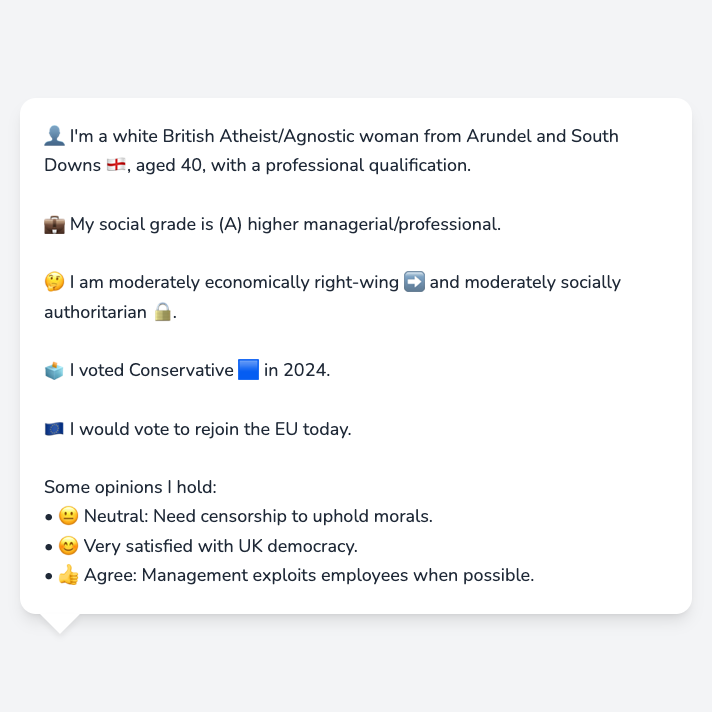 👤 I'm a white British Atheist/Agnostic woman from Arundel and South
Downs 🏴󠁧󠁢󠁥󠁮󠁧󠁿, aged 40, with a professional qualification.
💼 My social grade is (A) higher managerial/professional.
🤔 I am moderately economically right-wing ➡️ and moderately socially
authoritarian 🔒.
🗳️ I voted Conservative 🟦 in 2024.
🇪🇺 I would vote to rejoin the EU today.
Some opinions I hold:
• 😐 Neutral: Need censorship to uphold morals.
• 😊 Very satisfied with UK democracy.
• 👍 Agree: Management exploits employees when possible.